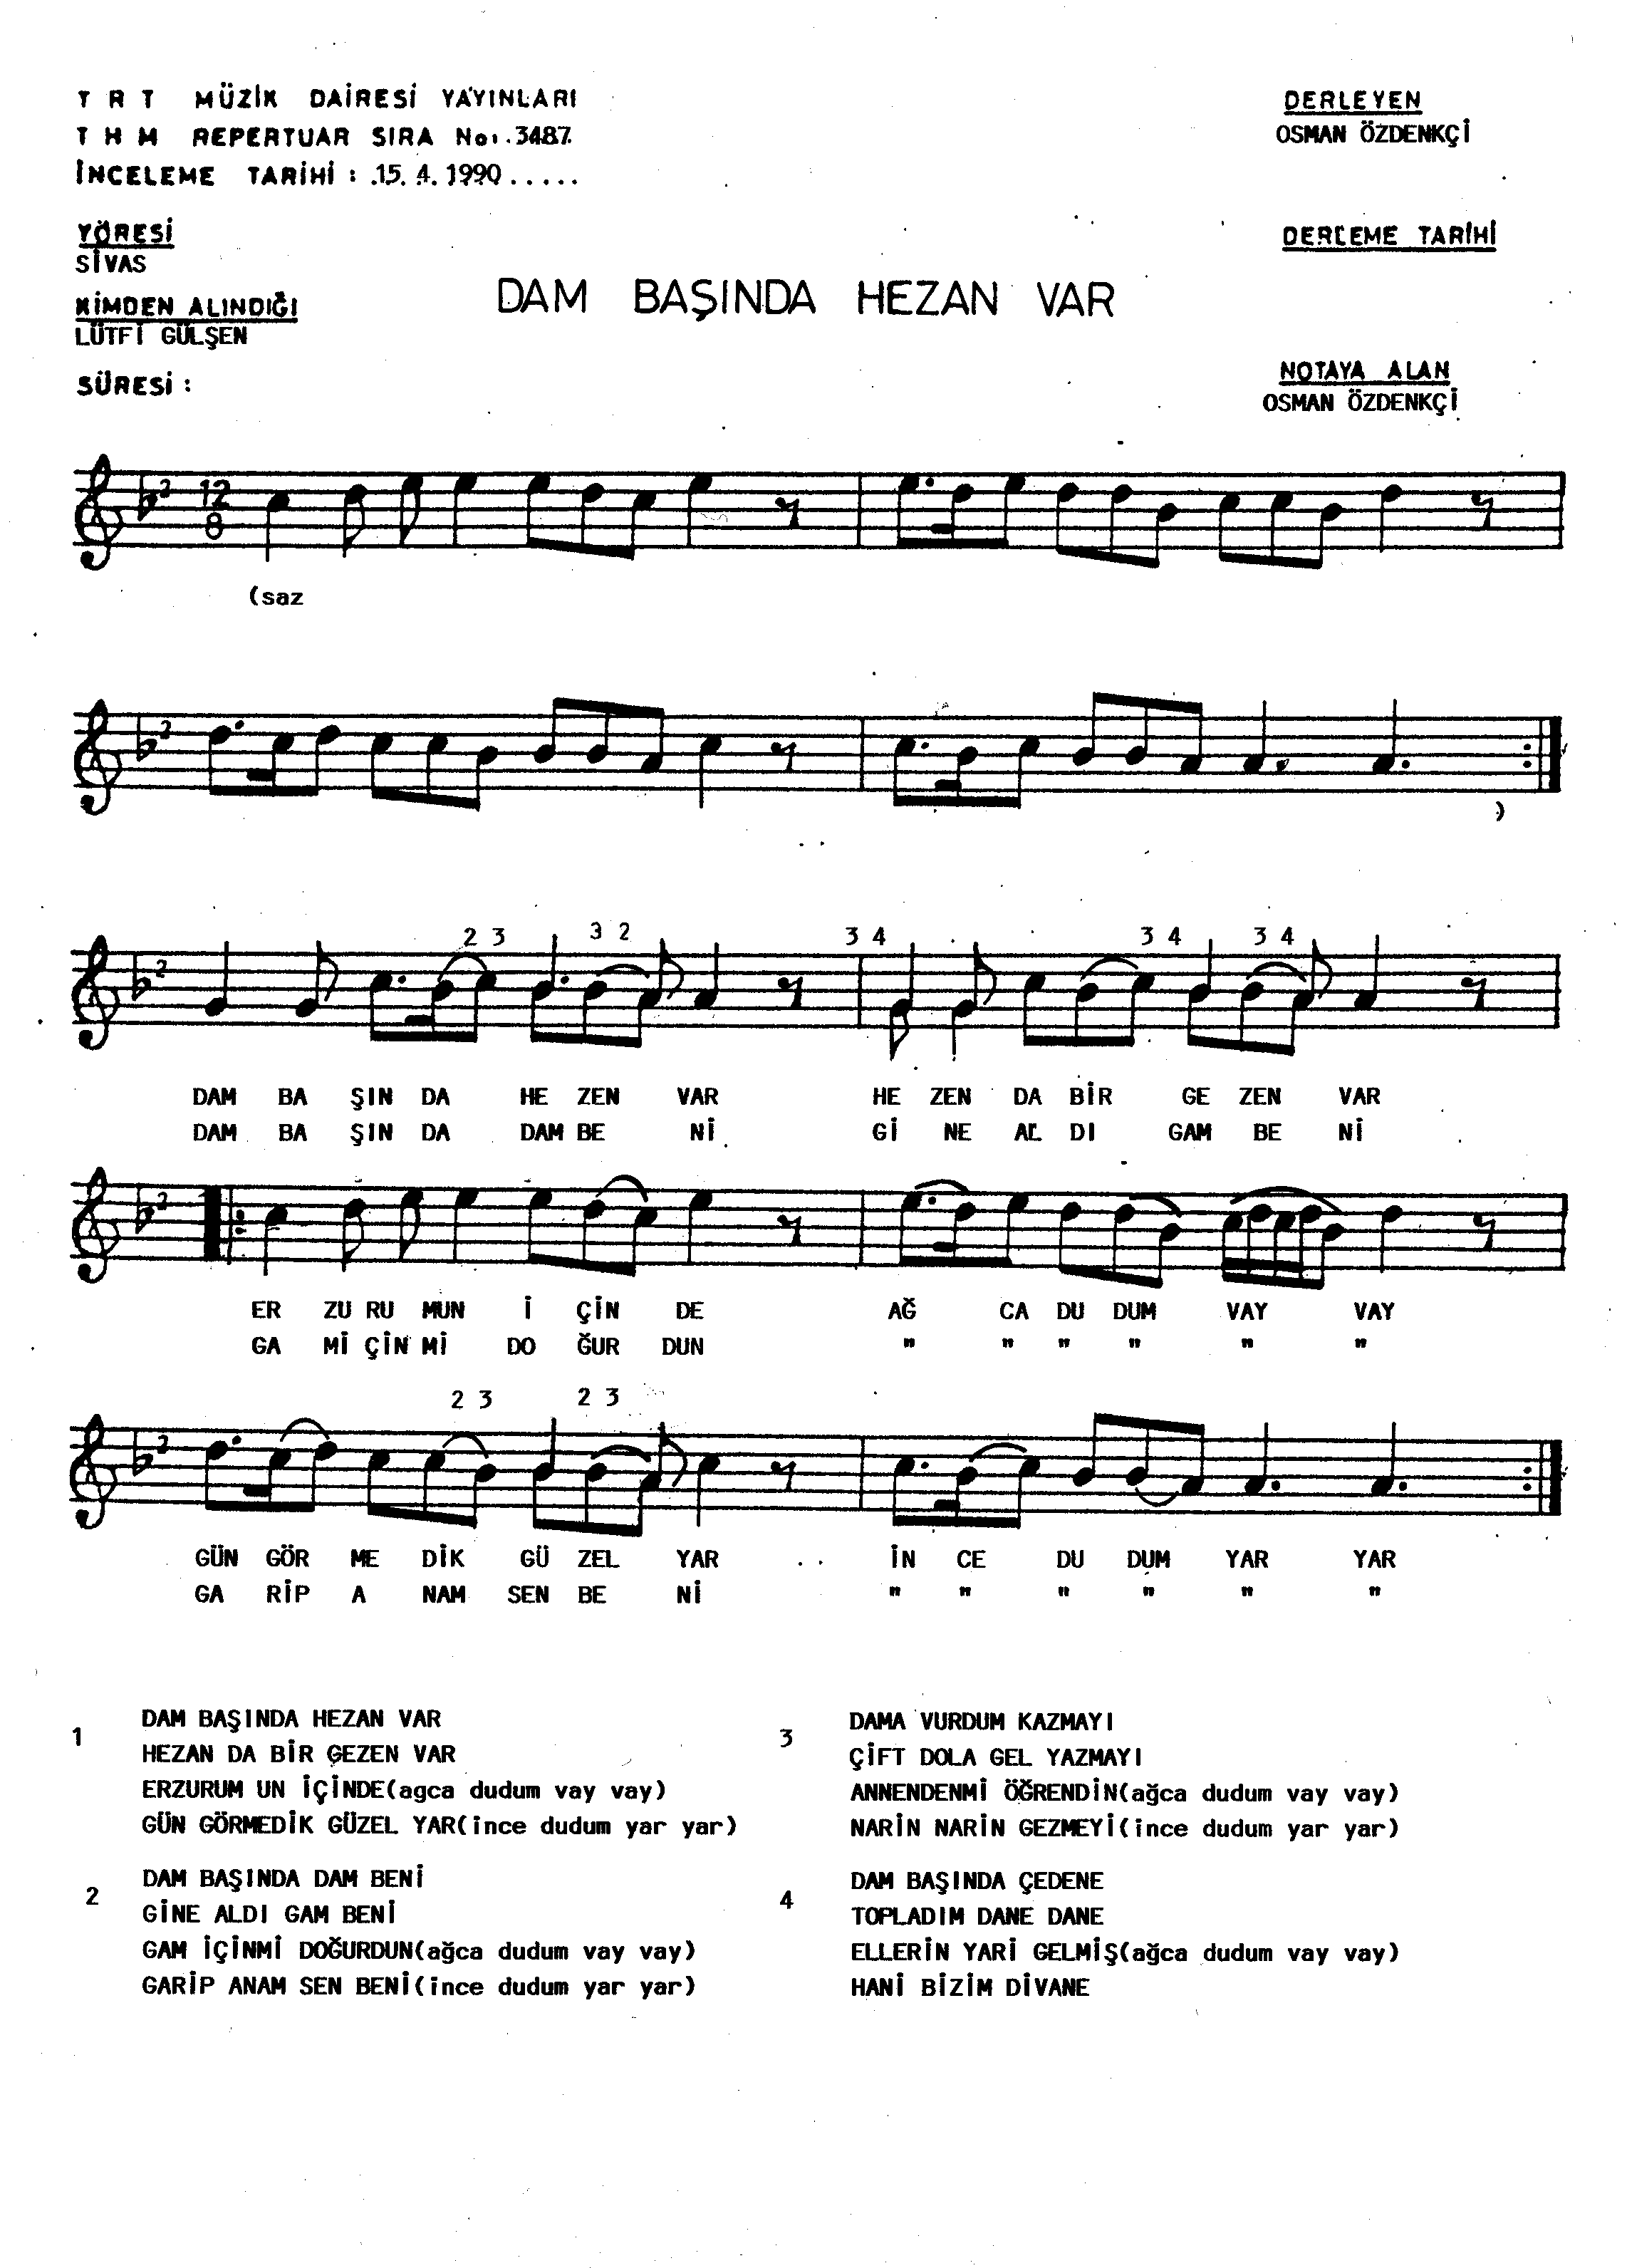 TRT MÜZİK DAİRESİ YAYINLARI
THM REPERTUAR SIRA No: 3487
İNCELEME TARİHİ : 15. 4. 1990 .....
YÖRESİ
SİVAS
KİMDEN ALINDIĞI
LÜTFİ GÜLŞEN
SÜRESİ :
DERLEYEN
OSMAN ÖZDENKÇİ
DERLEME TARİHİ
DAM BAŞINDA HEZAN VAR
NOTAYA ALAN
OSMAN ÖZDENKÇİ
2 12 8
(saz
2
)
2 3 3 2 3 4 3 4 3 4
2
DAM BA ŞIN DA HE ZEN VAR HE ZEN DA BİR GE ZEN VAR
DAM BA ŞIN DA DAM BE Nİ Gİ NE AL DI GAM BE Nİ
2
ER ZU RU MUN İ ÇİN DE AĞ CA DU DUM VAY VAY
GA Mİ ÇİN Mİ DO ĞUR DUN " " " " " "
2 3 2 3
2
GÜN GÖR ME DİK GÜ ZEL YAR İN CE DU DUM YAR YAR
GA RİP A NAM SEN BE Nİ " " " " " "
1
DAM BAŞINDA HEZAN VAR
HEZAN DA BİR GEZEN VAR
ERZURUM UN İÇİNDE(agca dudum vay vay)
GÜN GÖRMEDİK GÜZEL YAR(ince dudum yar yar)
2
DAM BAŞINDA DAM BENİ
GİNE ALDI GAM BENİ
GAM İÇİNMİ DOĞURDUN(ağca dudum vay vay)
GARİP ANAM SEN BENİ(ince dudum yar yar)
3
DAMA VURDUM KAZMAYI
ÇİFT DOLA GEL YAZMAYI
ANNENDENMİ ÖĞRENDİN(ağca dudum vay vay)
NARİN NARİN GEZMEYİ(ince dudum yar yar)
4
DAM BAŞINDA ÇEDENE
TOPLADIM DANE DANE
ELLERİN YARİ GELMİŞ(ağca dudum vay vay)
HANİ BİZİM DİVANE